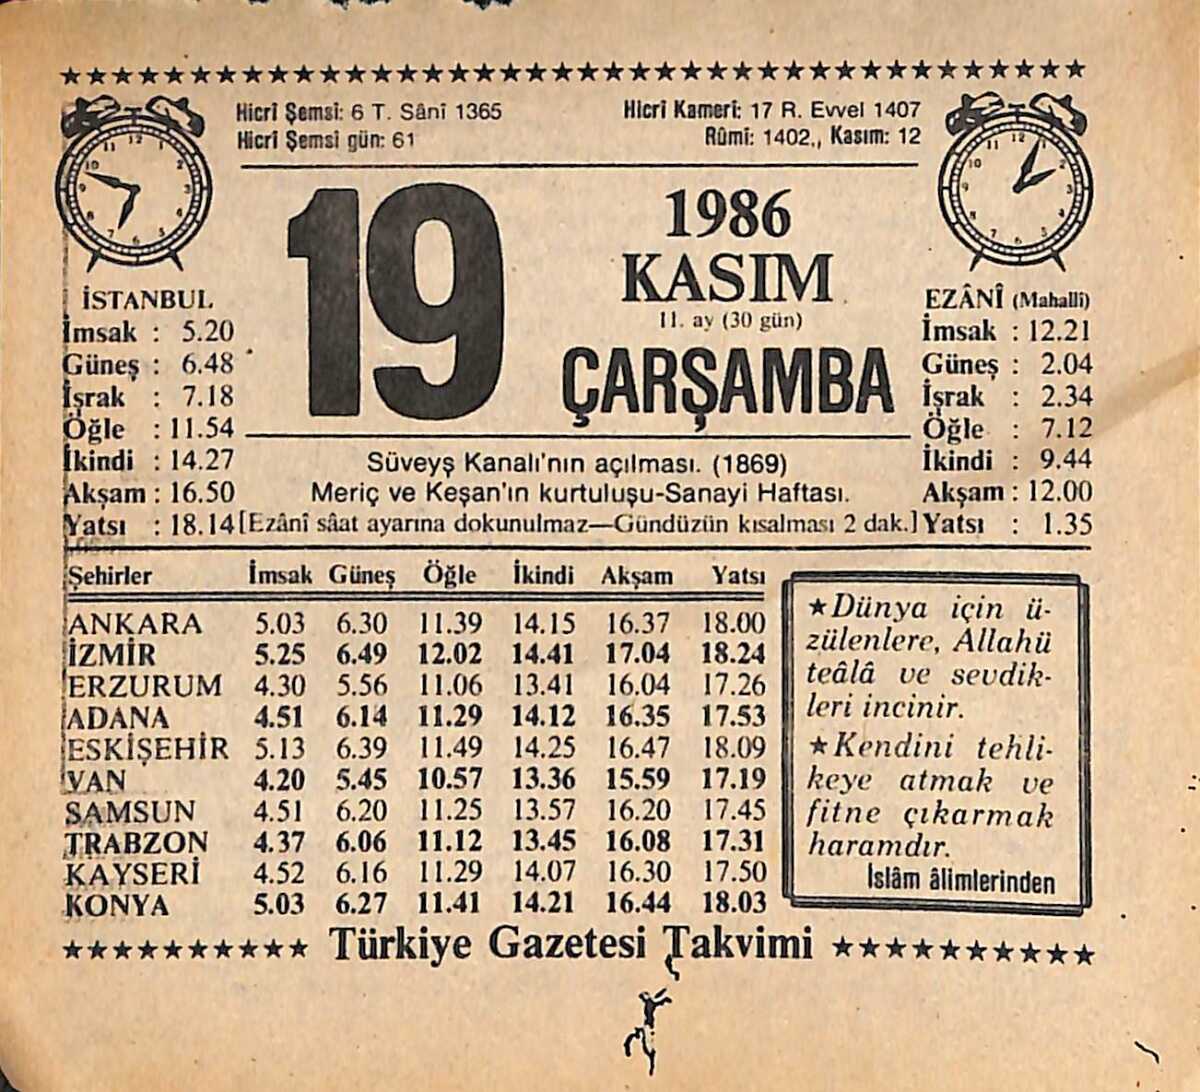 Hicrî Şemsî: 6 T. Sânî 1365
Hicrî Şemsî gün: 61
Hicrî Kamerî: 17 R. Evvel 1407
Rûmî: 1402., Kasım: 12
19
1986
KASIM
11. ay (30 gün)
ÇARŞAMBA
İSTANBUL
İmsak : 5.20
Güneş : 6.48
İşrak : 7.18
Öğle : 11.54
İkindi : 14.27
Akşam : 16.50
Yatsı : 18.14
EZÂNÎ (Mahallî)
İmsak : 12.21
Güneş : 2.04
İşrak : 2.34
Öğle : 7.12
İkindi : 9.44
Akşam : 12.00
Yatsı : 1.35
Süveyş Kanalı'nın açılması. (1869)
Meriç ve Keşan'ın kurtuluşu-Sanayi Haftası.
[Ezânî sâat ayarına dokunulmaz—Gündüzün kısalması 2 dak.]
Şehirler İmsak Güneş Öğle İkindi Akşam Yatsı
ANKARA 5.03 6.30 11.39 14.15 16.37 18.00
İZMİR 5.25 6.49 12.02 14.41 17.04 18.24
ERZURUM 4.30 5.56 11.06 13.41 16.04 17.26
ADANA 4.51 6.14 11.29 14.12 16.35 17.53
ESKİŞEHİR 5.13 6.39 11.49 14.25 16.47 18.09
VAN 4.20 5.45 10.57 13.36 15.59 17.19
SAMSUN 4.51 6.20 11.25 13.57 16.20 17.45
TRABZON 4.37 6.06 11.12 13.45 16.08 17.31
KAYSERİ 4.52 6.16 11.29 14.07 16.30 17.50
KONYA 5.03 6.27 11.41 14.21 16.44 18.03
★Dünya için ü-
zülenlere, Allahü
teâlâ ve sevdik-
leri incinir.
★Kendini tehli-
keye atmak ve
fitne çıkarmak
haramdır.
İslâm âlimlerinden
Türkiye Gazetesi Takvimi